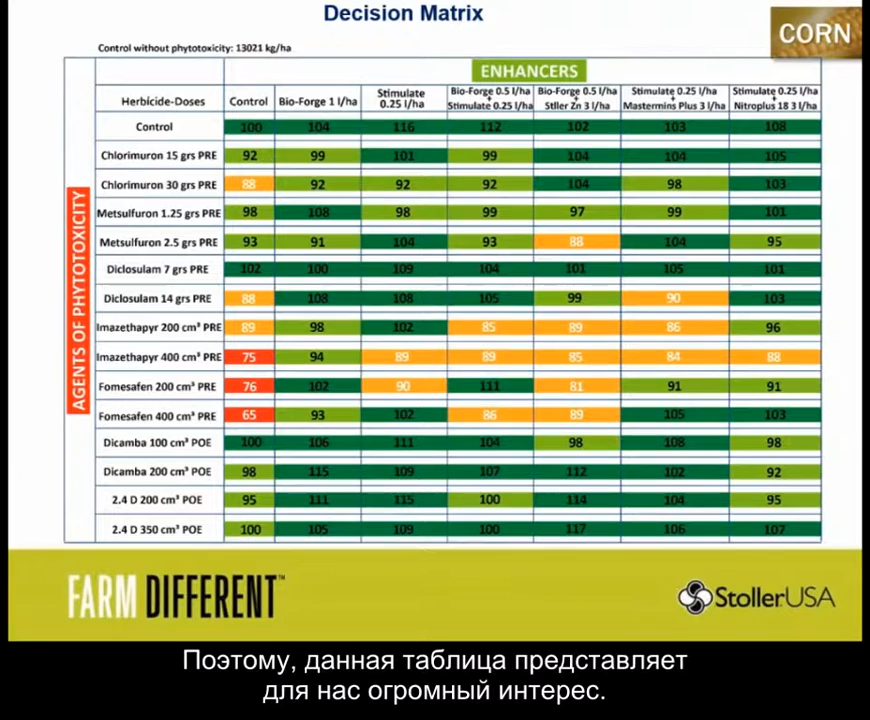 Decision Matrix
CORN
Control without phytotoxicity: 13021 kg/ha
ENHANCERS
Herbícide-Doses Control Bio-Forge 1 l/ha Stimulate 0.25 l/ha Bio-Forge 0.5 l/ha + Stimulate 0.25 l/ha Bio-Forge 0.5 l/ha + Stller Zn 3 l/ha Stimulate 0.25 l/ha + Mastermins Plus 3 l/ha Stimulate 0.25 l/ha + Nitroplus 18 3 l/ha
AGENTS OF PHYTOTOXICITY
Control 100 104 116 112 102 103 108
Chlorimuron 15 grs PRE 92 99 101 99 104 104 105
Chlorimuron 30 grs PRE 88 92 92 92 104 98 103
Metsulfuron 1.25 grs PRE 98 108 98 99 97 99 101
Metsulfuron 2.5 grs PRE 93 91 104 93 88 104 95
Diclosulam 7 grs PRE 102 100 109 104 101 105 101
Diclosulam 14 grs PRE 88 108 108 105 99 90 103
Imazethapyr 200 cm³ PRE 89 98 102 85 89 86 96
Imazethapyr 400 cm³ PRE 75 94 89 89 85 84 88
Fomesafen 200 cm³ PRE 76 102 90 111 81 91 91
Fomesafen 400 cm³ PRE 65 93 102 86 89 105 103
Dicamba 100 cm³ POE 100 106 111 104 98 108 98
Dicamba 200 cm³ POE 98 115 109 107 112 102 92
2.4 D 200 cm³ POE 95 111 115 100 114 104 95
2.4 D 350 cm³ POE 100 105 109 100 117 106 107
FARM DIFFERENT™
Stoller USA
Поэтому, данная таблица представляет
для нас огромный интерес.